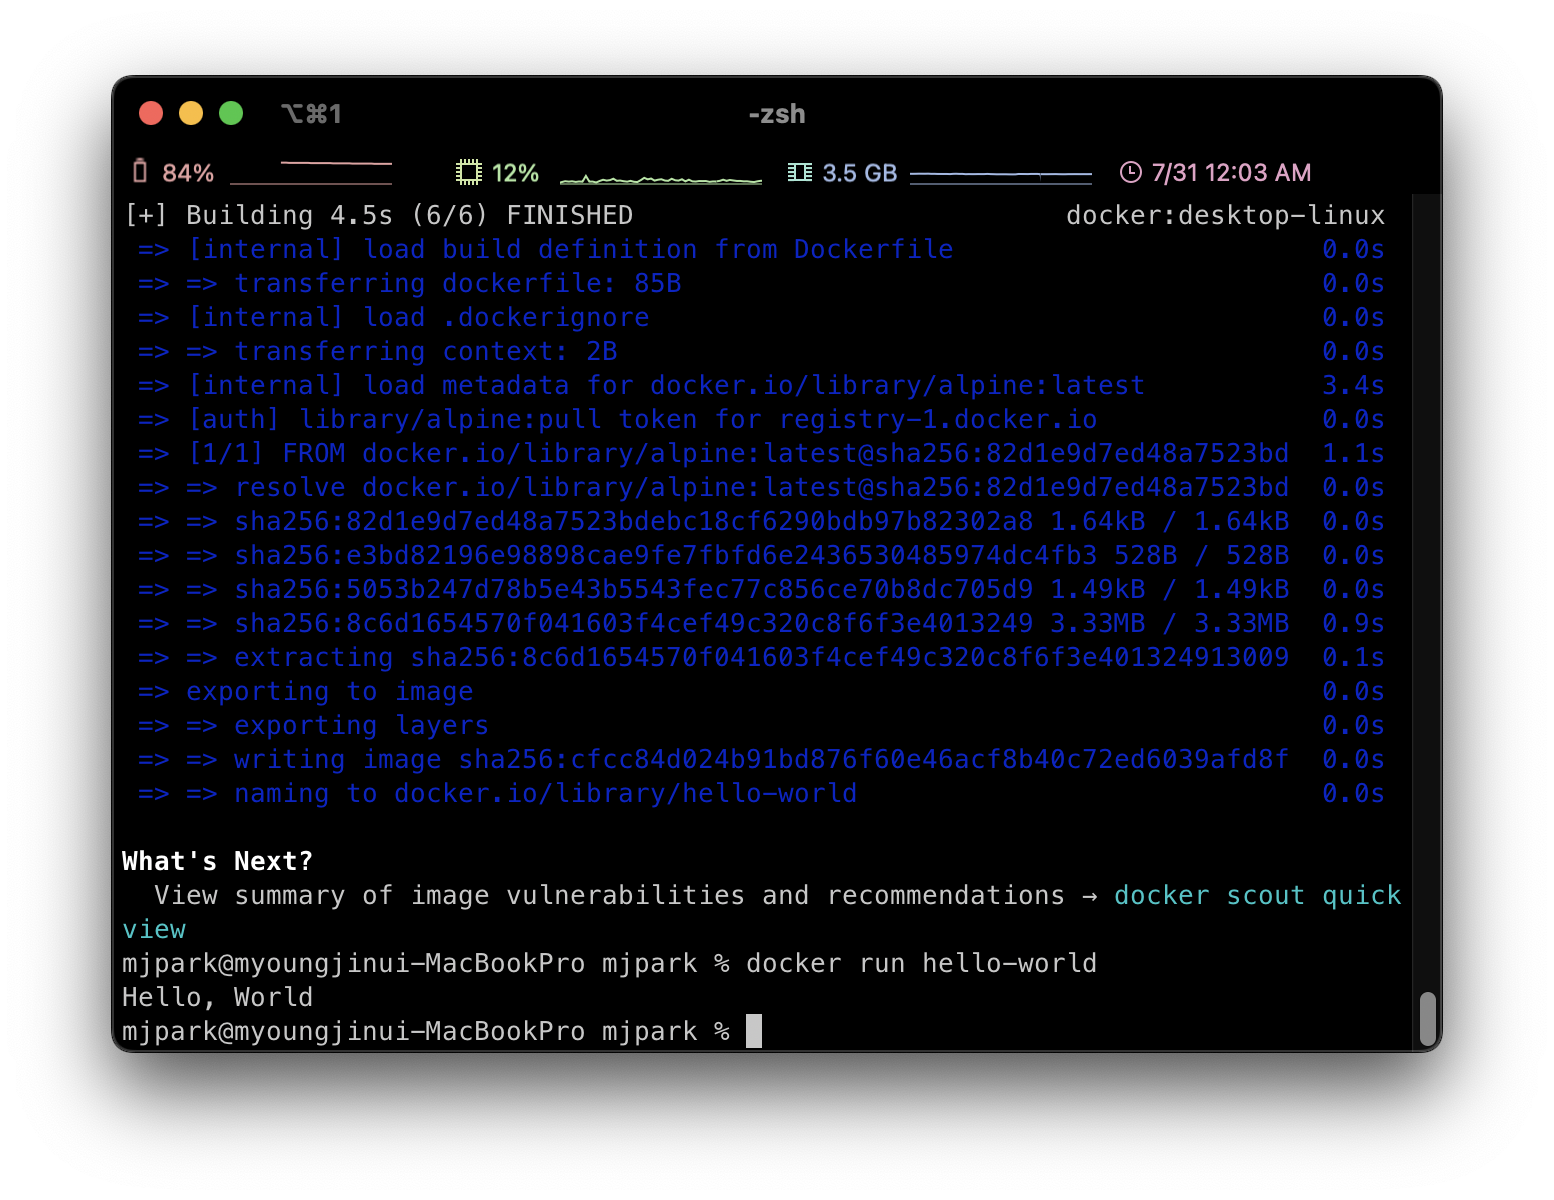 ⌥⌘1 -zsh
84% 12% 3.5 GB 7/31 12:03 AM
[+] Building 4.5s (6/6) FINISHED docker:desktop-linux
=> [internal] load build definition from Dockerfile 0.0s
=> => transferring dockerfile: 85B 0.0s
=> [internal] load .dockerignore 0.0s
=> => transferring context: 2B 0.0s
=> [internal] load metadata for docker.io/library/alpine:latest 3.4s
=> [auth] library/alpine:pull token for registry-1.docker.io 0.0s
=> [1/1] FROM docker.io/library/alpine:latest@sha256:82d1e9d7ed48a7523bd 1.1s
=> => resolve docker.io/library/alpine:latest@sha256:82d1e9d7ed48a7523bd 0.0s
=> => sha256:82d1e9d7ed48a7523bdebc18cf6290bdb97b82302a8 1.64kB / 1.64kB 0.0s
=> => sha256:e3bd82196e98898cae9fe7fbfd6e2436530485974dc4fb3 528B / 528B 0.0s
=> => sha256:5053b247d78b5e43b5543fec77c856ce70b8dc705d9 1.49kB / 1.49kB 0.0s
=> => sha256:8c6d1654570f041603f4cef49c320c8f6f3e4013249 3.33MB / 3.33MB 0.9s
=> => extracting sha256:8c6d1654570f041603f4cef49c320c8f6f3e401324913009 0.1s
=> exporting to image 0.0s
=> => exporting layers 0.0s
=> => writing image sha256:cfcc84d024b91bd876f60e46acf8b40c72ed6039afd8f 0.0s
=> => naming to docker.io/library/hello-world 0.0s
What's Next?
View summary of image vulnerabilities and recommendations → docker scout quick
view
mjpark@myoungjinui-MacBookPro mjpark % docker run hello-world
Hello, World
mjpark@myoungjinui-MacBookPro mjpark %